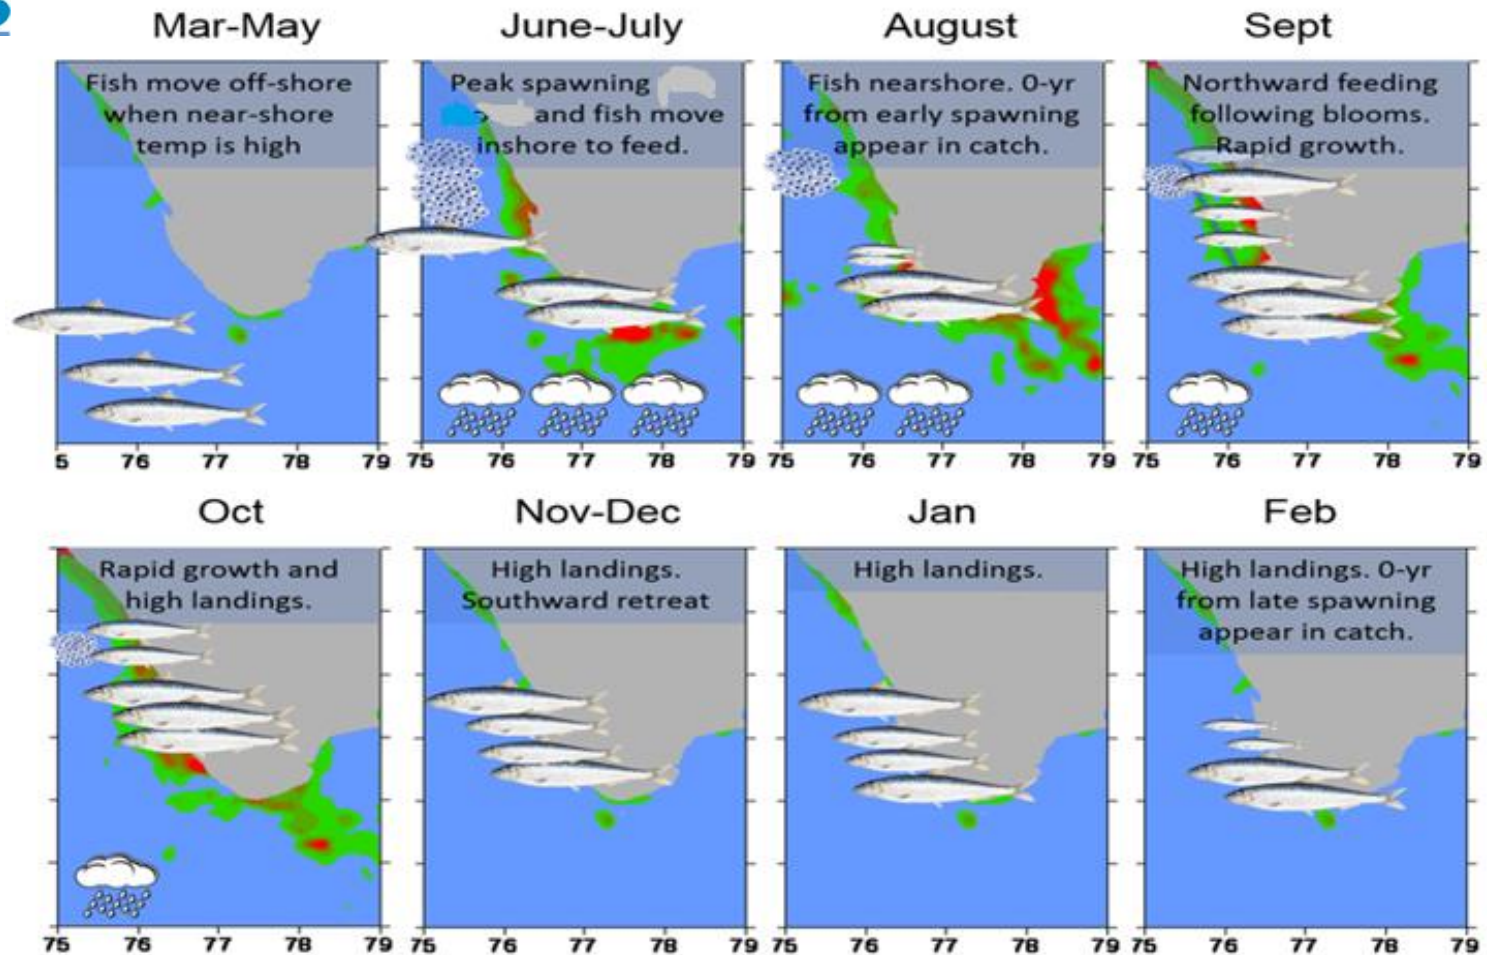 Mar-May
June-July
August
Sept
Fish move off-shore
when near-shore
temp is high
Peak spawning
and fish move
inshore to feed.
Fish nearshore. 0-yr
from early spawning
appear in catch.
Northward feeding
following blooms.
Rapid growth.
5 76 77 78 79
75 76 77 78 79
75 76 77 78 79
75 76 77 78 79
Oct
Nov-Dec
Jan
Feb
Rapid growth and
high landings.
High landings.
Southward retreat
High landings.
High landings. 0-yr
from late spawning
appear in catch.
75 76 77 78 79
75 76 77 78 79
75 76 77 78 79
75 76 77 78 79